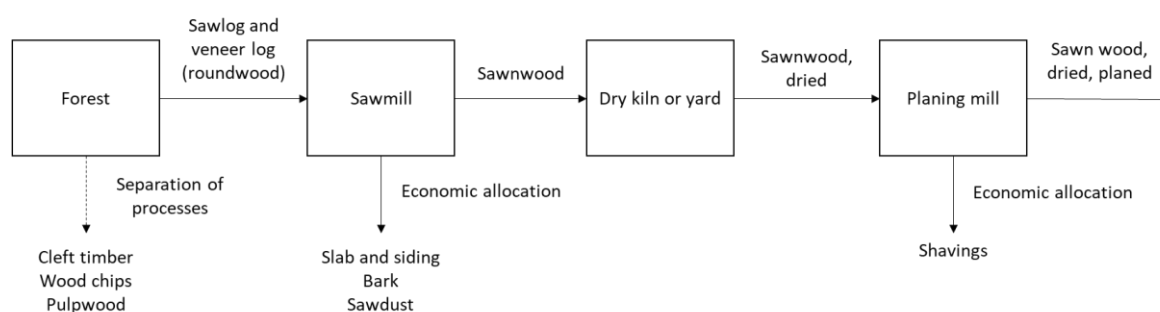 Sawlog and
veneer log
(roundwood)
Sawnwood
Sawnwood,
dried
Sawn wood,
dried, planed
Forest
Sawmill
Dry kiln or yard
Planing mill
Separation of
processes
Economic allocation
Economic allocation
Cleft timber
Wood chips
Pulpwood
Slab and siding
Bark
Sawdust
Shavings